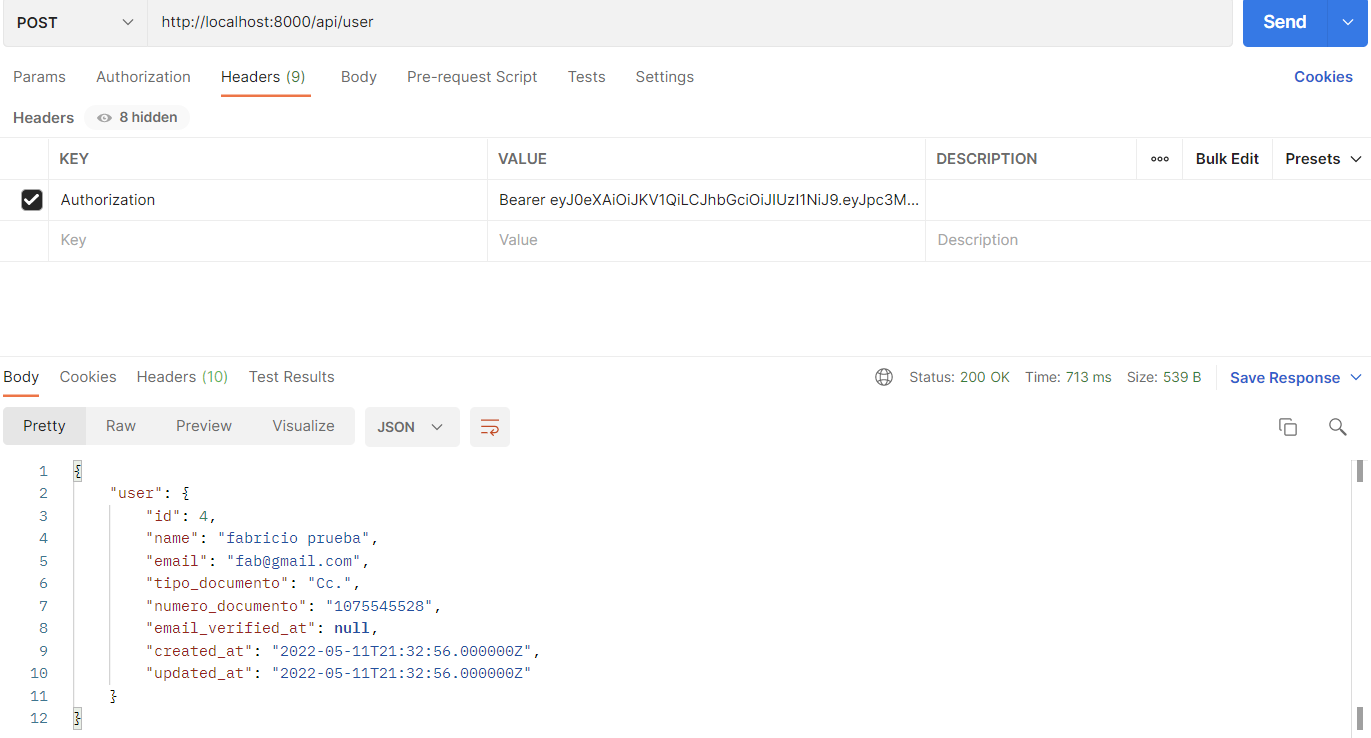 POST http://localhost:8000/api/user Send
Params Authorization Headers (9) Body Pre-request Script Tests Settings Cookies
Headers 8 hidden
KEY VALUE DESCRIPTION ooo Bulk Edit Presets
Authorization Bearer eyJ0eXAiOiJKV1QiLCJhbGciOiJIUzI1NiJ9.eyJpc3M...
Key Value Description
Body Cookies Headers (10) Test Results Status: 200 OK Time: 713 ms Size: 539 B Save Response
Pretty Raw Preview Visualize JSON
1 {
2 "user": {
3 "id": 4,
4 "name": "fabricio prueba",
5 "email": "fab@gmail.com",
6 "tipo_documento": "Cc.",
7 "numero_documento": "1075545528",
8 "email_verified_at": null,
9 "created_at": "2022-05-11T21:32:56.000000Z",
10 "updated_at": "2022-05-11T21:32:56.000000Z"
11 }
12 }